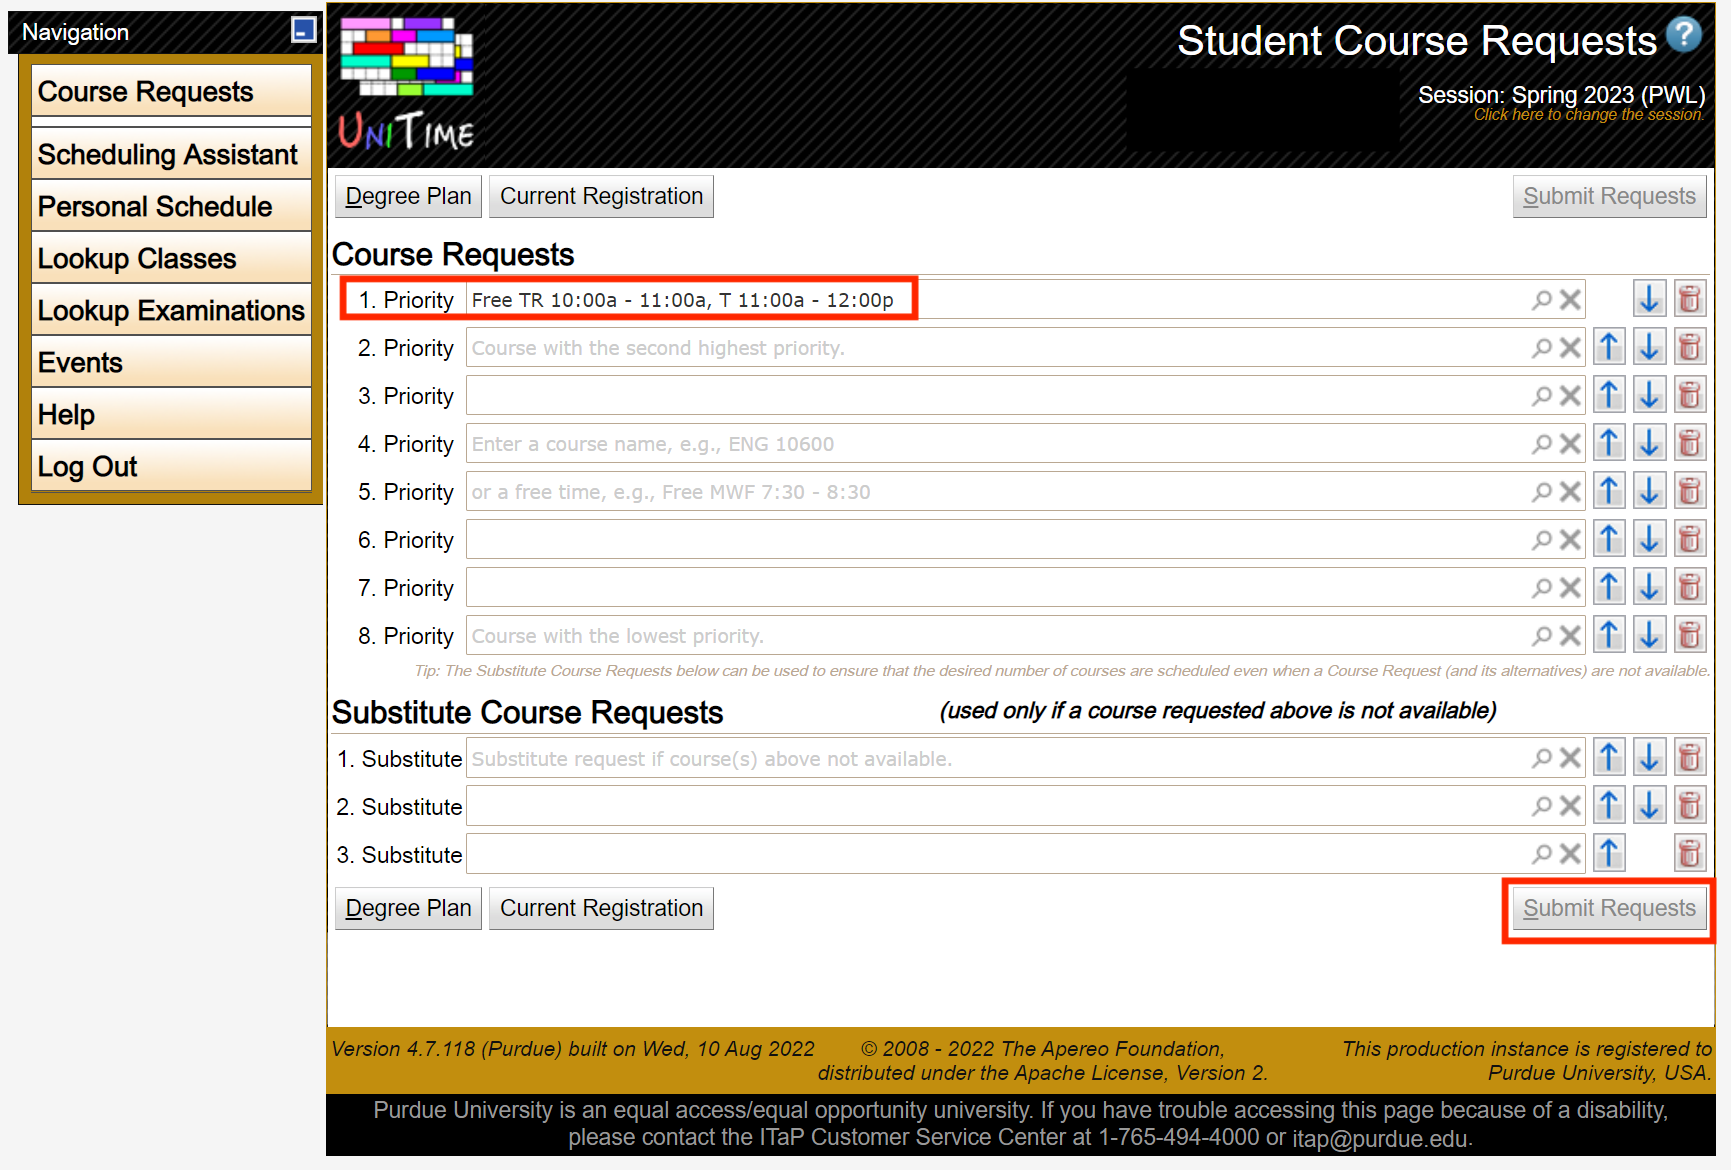 Navigation
Course Requests
Scheduling Assistant
Personal Schedule
Lookup Classes
Lookup Examinations
Events
Help
Log Out
UNITIME
Student Course Requests ?
Session: Spring 2023 (PWL)
Click here to change the session.
Degree Plan Current Registration Submit Requests
Course Requests
1. Priority Free TR 10:00a - 11:00a, T 11:00a - 12:00p
2. Priority Course with the second highest priority.
3. Priority
4. Priority Enter a course name, e.g., ENG 10600
5. Priority or a free time, e.g., Free MWF 7:30 - 8:30
6. Priority
7. Priority
8. Priority Course with the lowest priority.
Tip: The Substitute Course Requests below can be used to ensure that the desired number of courses are scheduled even when a Course Request (and its alternatives) are not available.
Substitute Course Requests (used only if a course requested above is not available)
1. Substitute Substitute request if course(s) above not available.
2. Substitute
3. Substitute
Degree Plan Current Registration Submit Requests
Version 4.7.118 (Purdue) built on Wed, 10 Aug 2022 © 2008 - 2022 The Apereo Foundation, This production instance is registered to
distributed under the Apache License, Version 2. Purdue University, USA.
Purdue University is an equal access/equal opportunity university. If you have trouble accessing this page because of a disability,
please contact the ITaP Customer Service Center at 1-765-494-4000 or itap@purdue.edu.